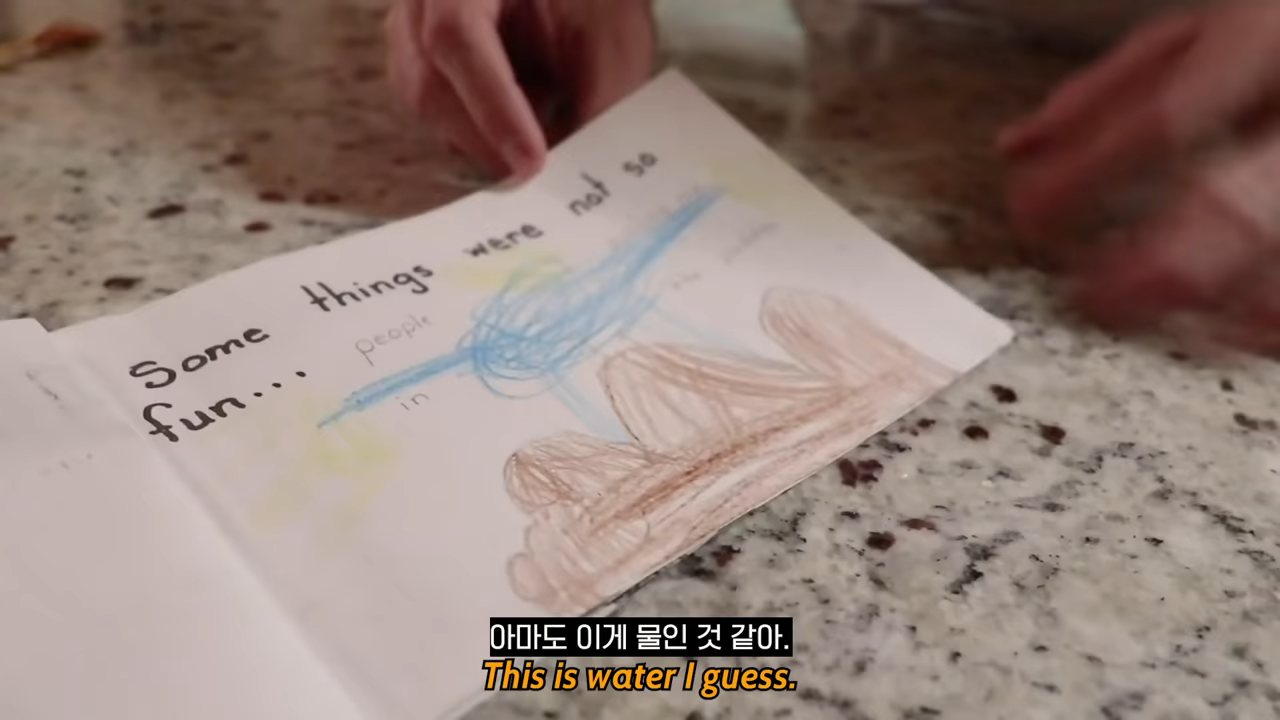 Some things were not so
fun...
people
in
아마도 이게 물인 것 같아.
This is water I guess.